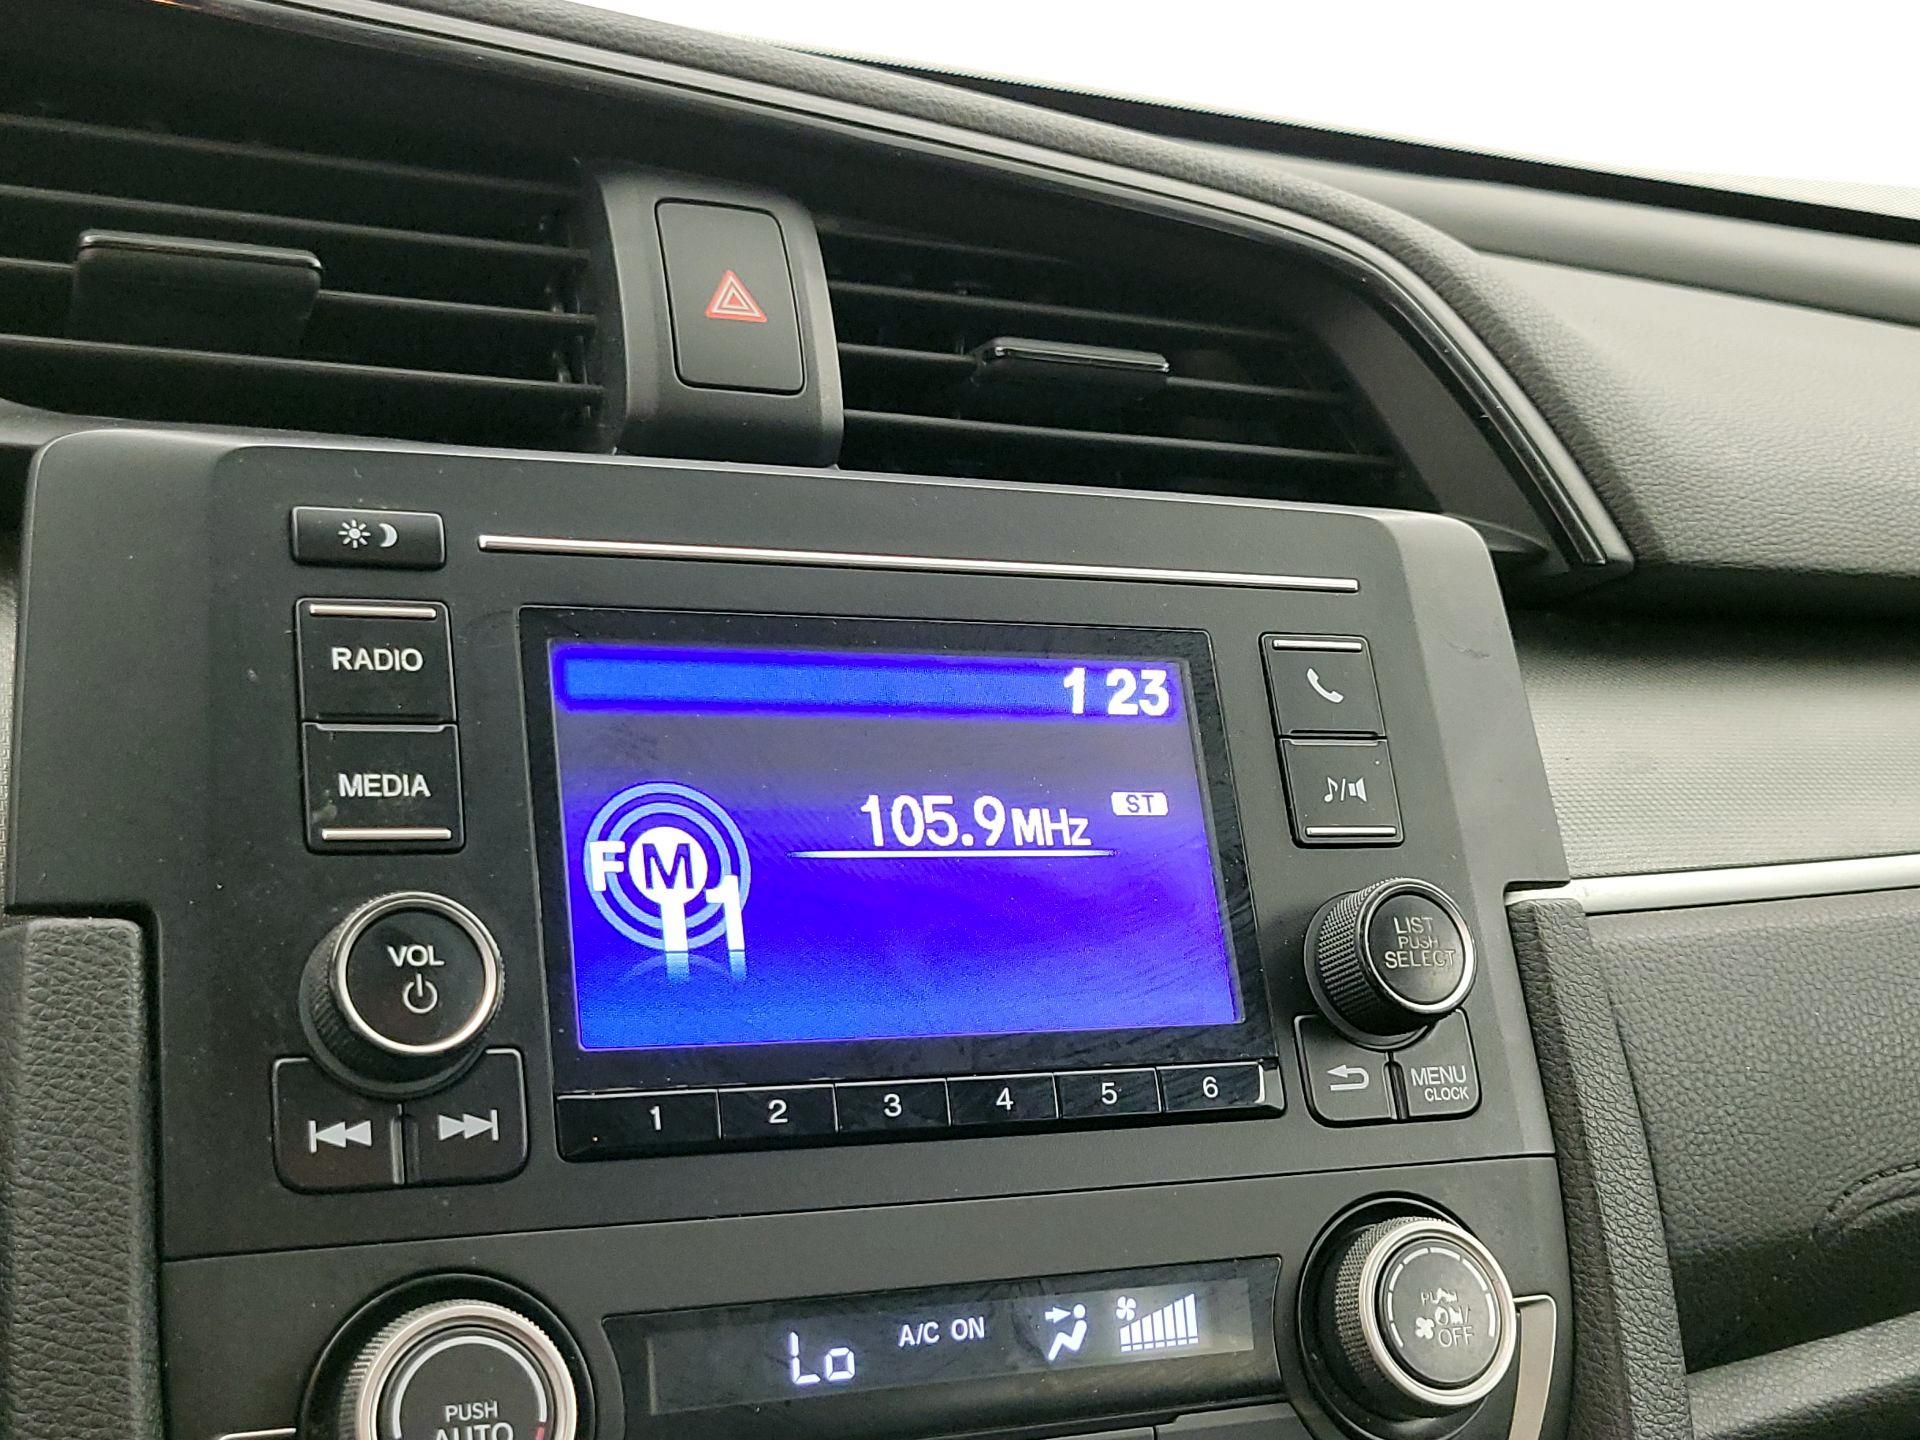 RADIO
MEDIA
VOL
1 23
105.9MHz
ST
FM
1
LIST
PUSH
SELECT
MENU
CLOCK
1 2 3 4 5 6
Lo
A/C ON
PUSH
AUTO
PUSH
ON/
OFF